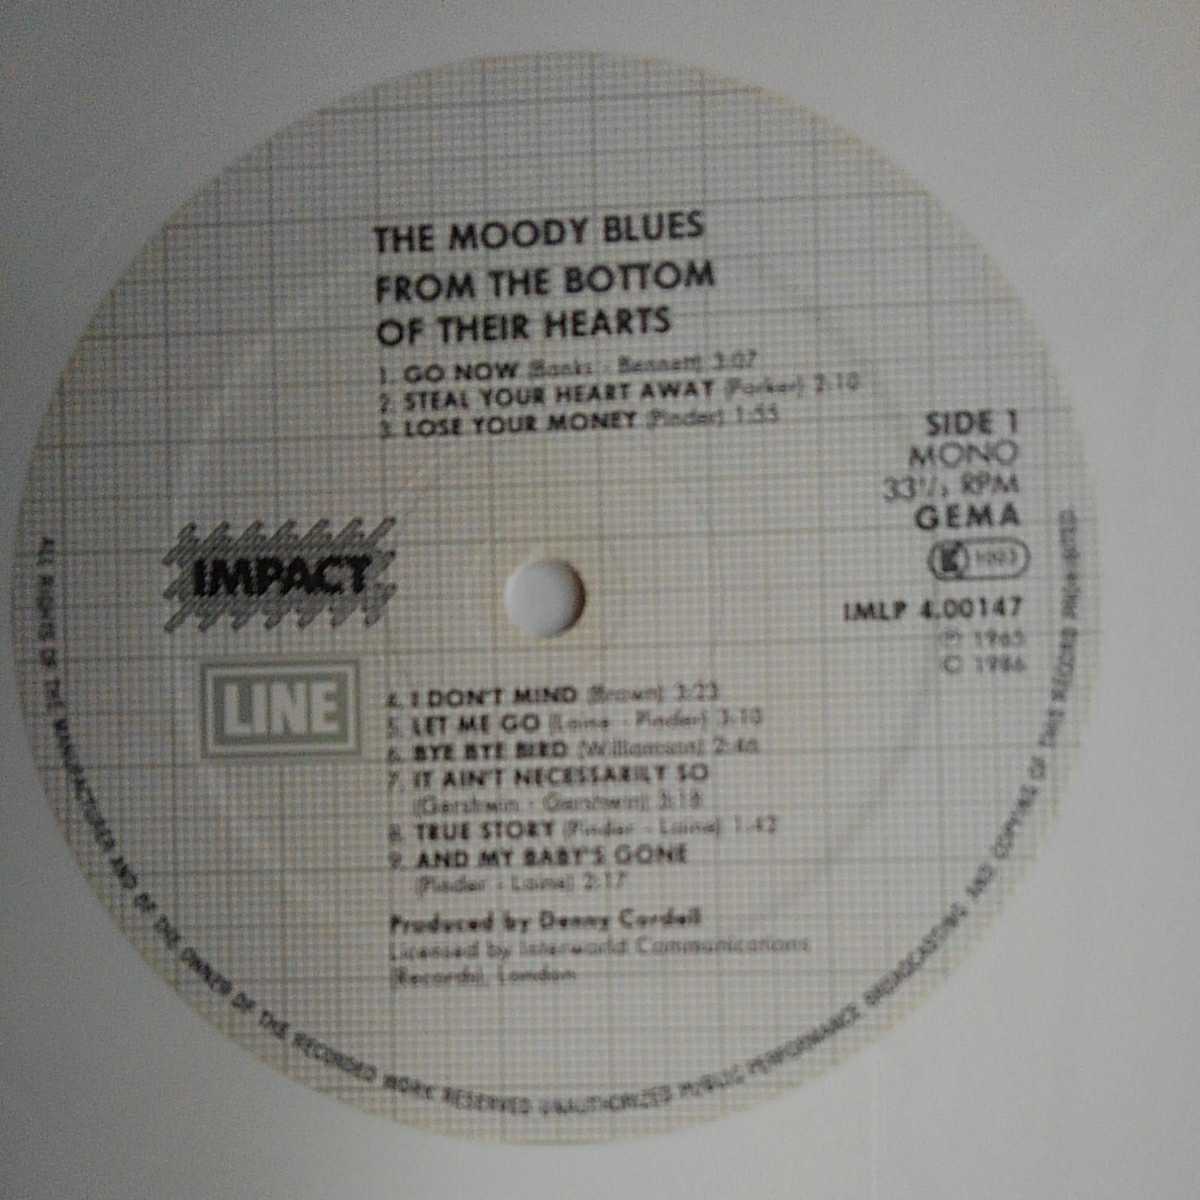 THE MOODY BLUES
FROM THE BOTTOM
OF THEIR HEARTS
1. GO NOW (Banks - Bennett) 3:07
2. STEAL YOUR HEART AWAY (Parker) 2:10
3. LOSE YOUR MONEY (Pinder) 1:55
SIDE 1
MONO
33 1/3 RPM
GEMA
LK
IMLP 4.00147
℗ 1965
© 1986
IMPACT
LINE
4. I DON'T MIND (Brown) 3:23
5. LET ME GO (Laine - Pinder) 3:10
6. BYE BYE BIRD (Williamson) 2:46
7. IT AIN'T NECESSARILY SO
(Gershwin - Gershwin) 3:16
8. TRUE STORY (Pinder - Laine) 1:42
9. AND MY BABY'S GONE
(Pinder - Laine) 2:17
Produced by Denny Cordell
Licensed by Interworld Communications
(Records), London
ALL RIGHTS OF THE MANUFACTURER AND OF THE OWNER OF THE RECORDED WORK RESERVED UNAUTHORIZED PUBLIC PERFORMANCE BROADCASTING AND COPYING OF THIS RECORD PROHIBITED